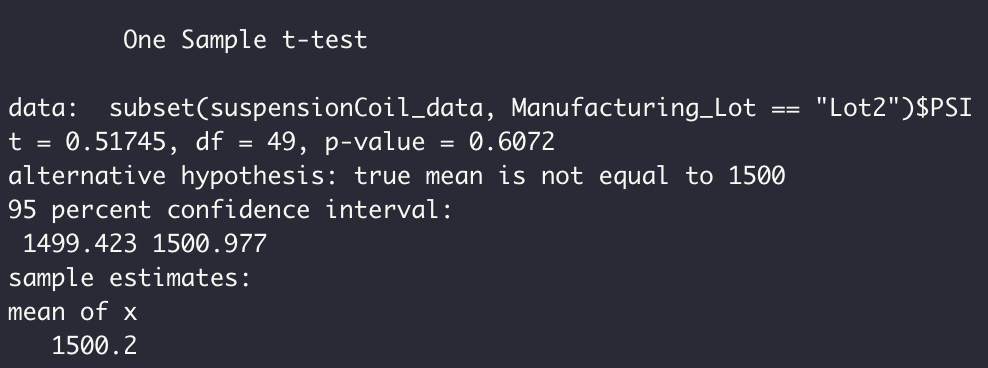 One Sample t-test
data:  subset(suspensionCoil_data, Manufacturing_Lot == "Lot2")$PSI
t = 0.51745, df = 49, p-value = 0.6072
alternative hypothesis: true mean is not equal to 1500
95 percent confidence interval:
 1499.423 1500.977
sample estimates:
mean of x
   1500.2